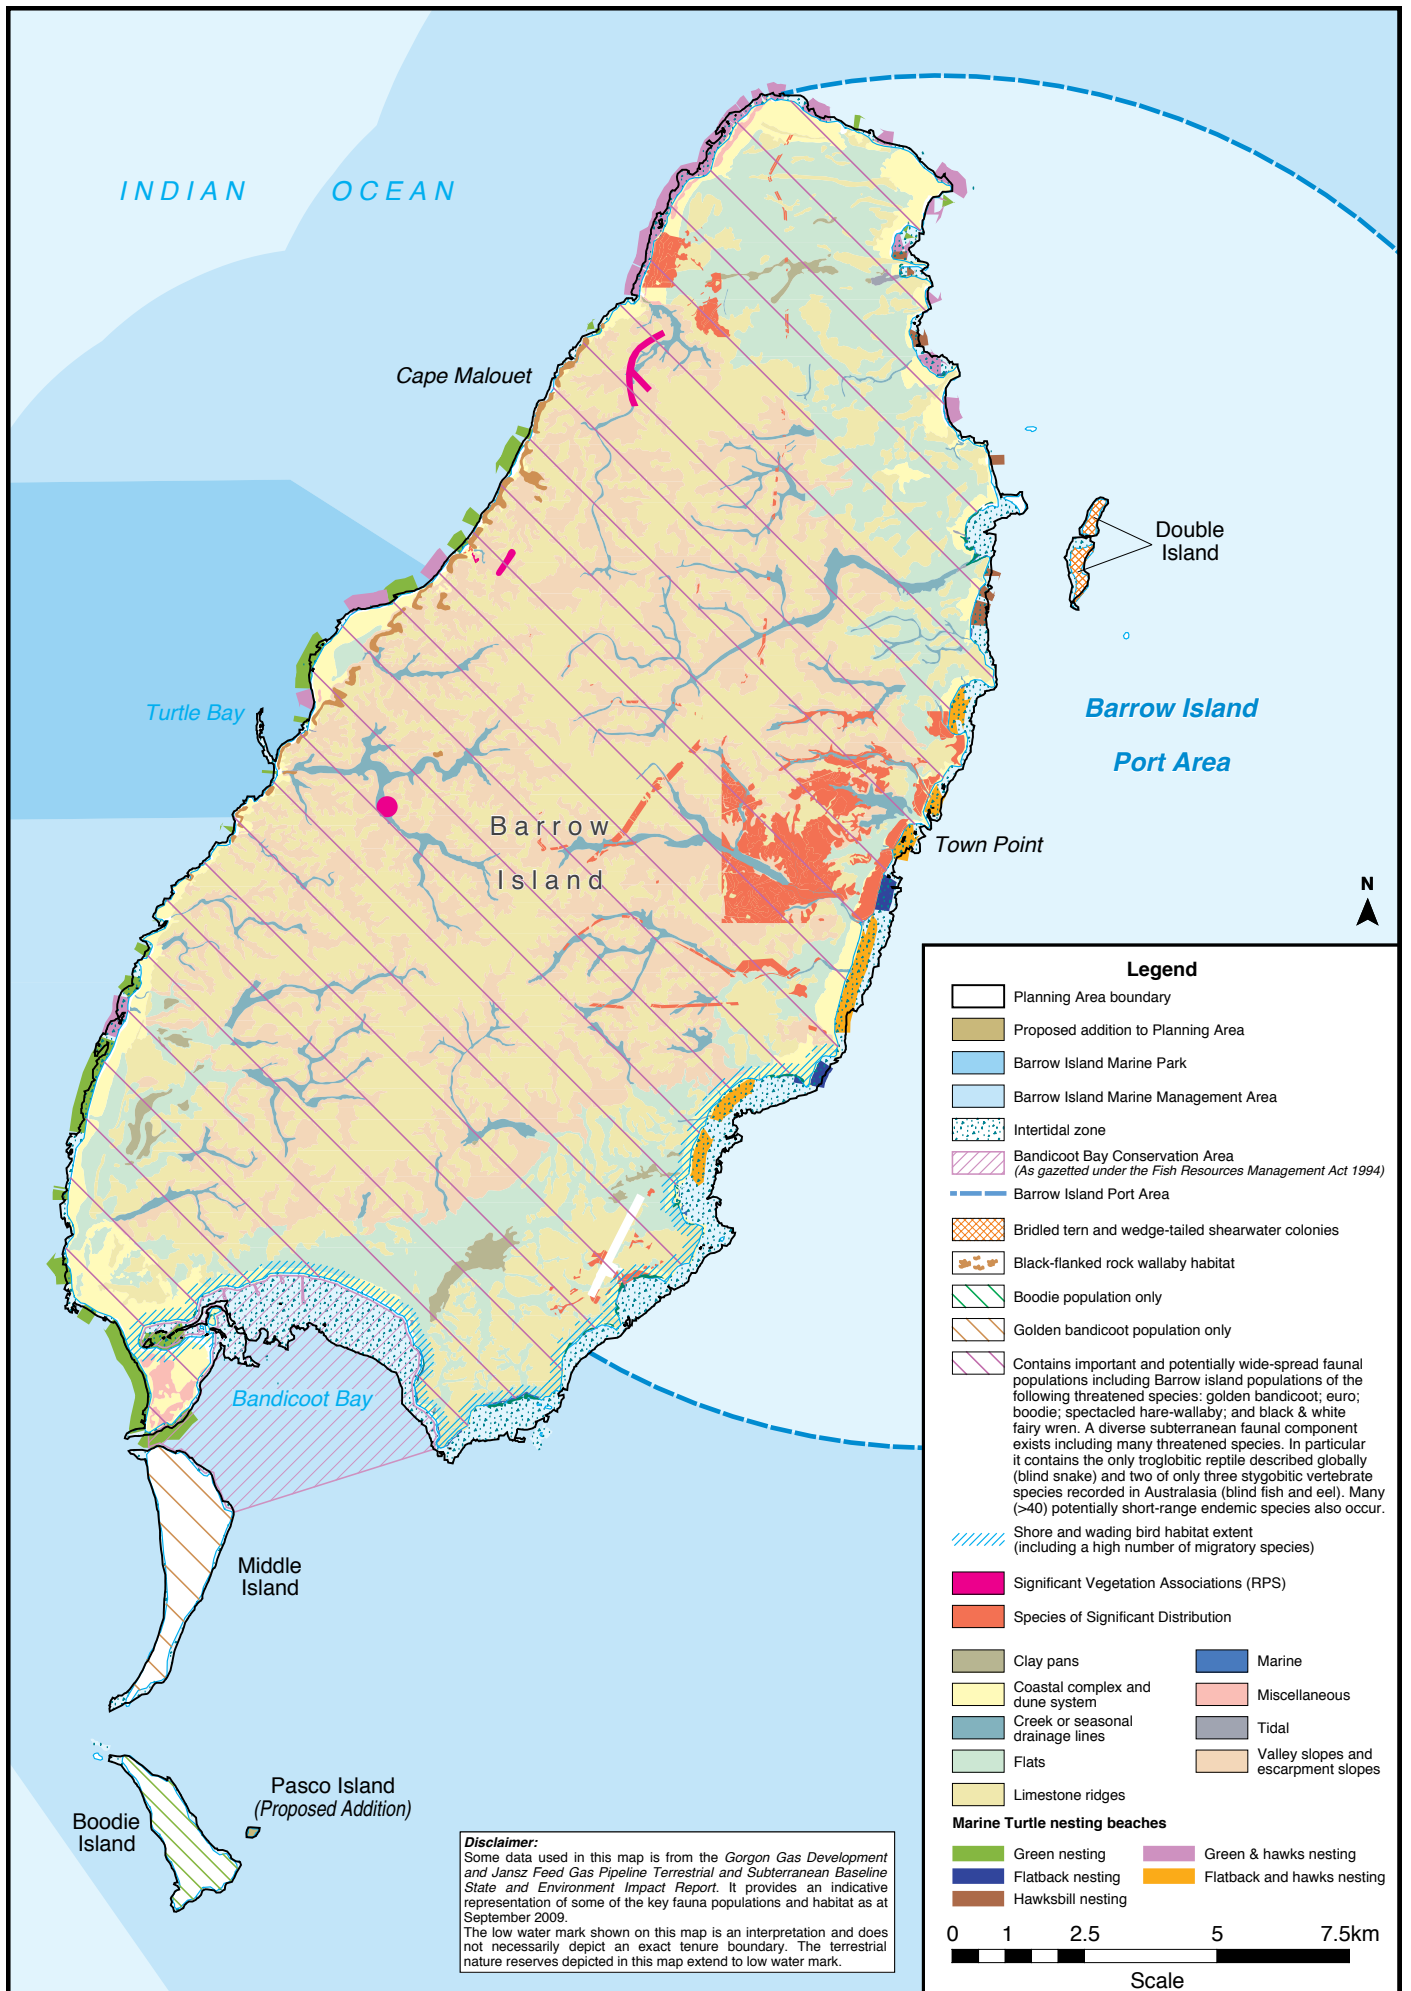 INDIAN OCEAN
Cape Malouet
Double
Island
Turtle Bay
Barrow Island
Port Area
Barrow
Island
Town Point
N
Bandicoot Bay
Middle
Island
Pasco Island
(Proposed Addition)
Boodie
Island
Disclaimer:
Some data used in this map is from the Gorgon Gas Development
and Jansz Feed Gas Pipeline Terrestrial and Subterranean Baseline
State and Environment Impact Report. It provides an indicative
representation of some of the key fauna populations and habitat as at
September 2009.
The low water mark shown on this map is an interpretation and does
not necessarily depict an exact tenure boundary. The terrestrial
nature reserves depicted in this map extend to low water mark.
Legend
Planning Area boundary
Proposed addition to Planning Area
Barrow Island Marine Park
Barrow Island Marine Management Area
Intertidal zone
Bandicoot Bay Conservation Area
(As gazetted under the Fish Resources Management Act 1994)
Barrow Island Port Area
Bridled tern and wedge-tailed shearwater colonies
Black-flanked rock wallaby habitat
Boodie population only
Golden bandicoot population only
Contains important and potentially wide-spread faunal
populations including Barrow island populations of the
following threatened species: golden bandicoot; euro;
boodie; spectacled hare-wallaby; and black & white
fairy wren. A diverse subterranean faunal component
exists including many threatened species. In particular
it contains the only troglobitic reptile described globally
(blind snake) and two of only three stygobitic vertebrate
species recorded in Australasia (blind fish and eel). Many
(>40) potentially short-range endemic species also occur.
Shore and wading bird habitat extent
(including a high number of migratory species)
Significant Vegetation Associations (RPS)
Species of Significant Distribution
Clay pans
Coastal complex and
dune system
Creek or seasonal
drainage lines
Flats
Limestone ridges
Marine
Miscellaneous
Tidal
Valley slopes and
escarpment slopes
Marine Turtle nesting beaches
Green nesting
Flatback nesting
Hawksbill nesting
Green & hawks nesting
Flatback and hawks nesting
0 1 2.5 5 7.5km
Scale